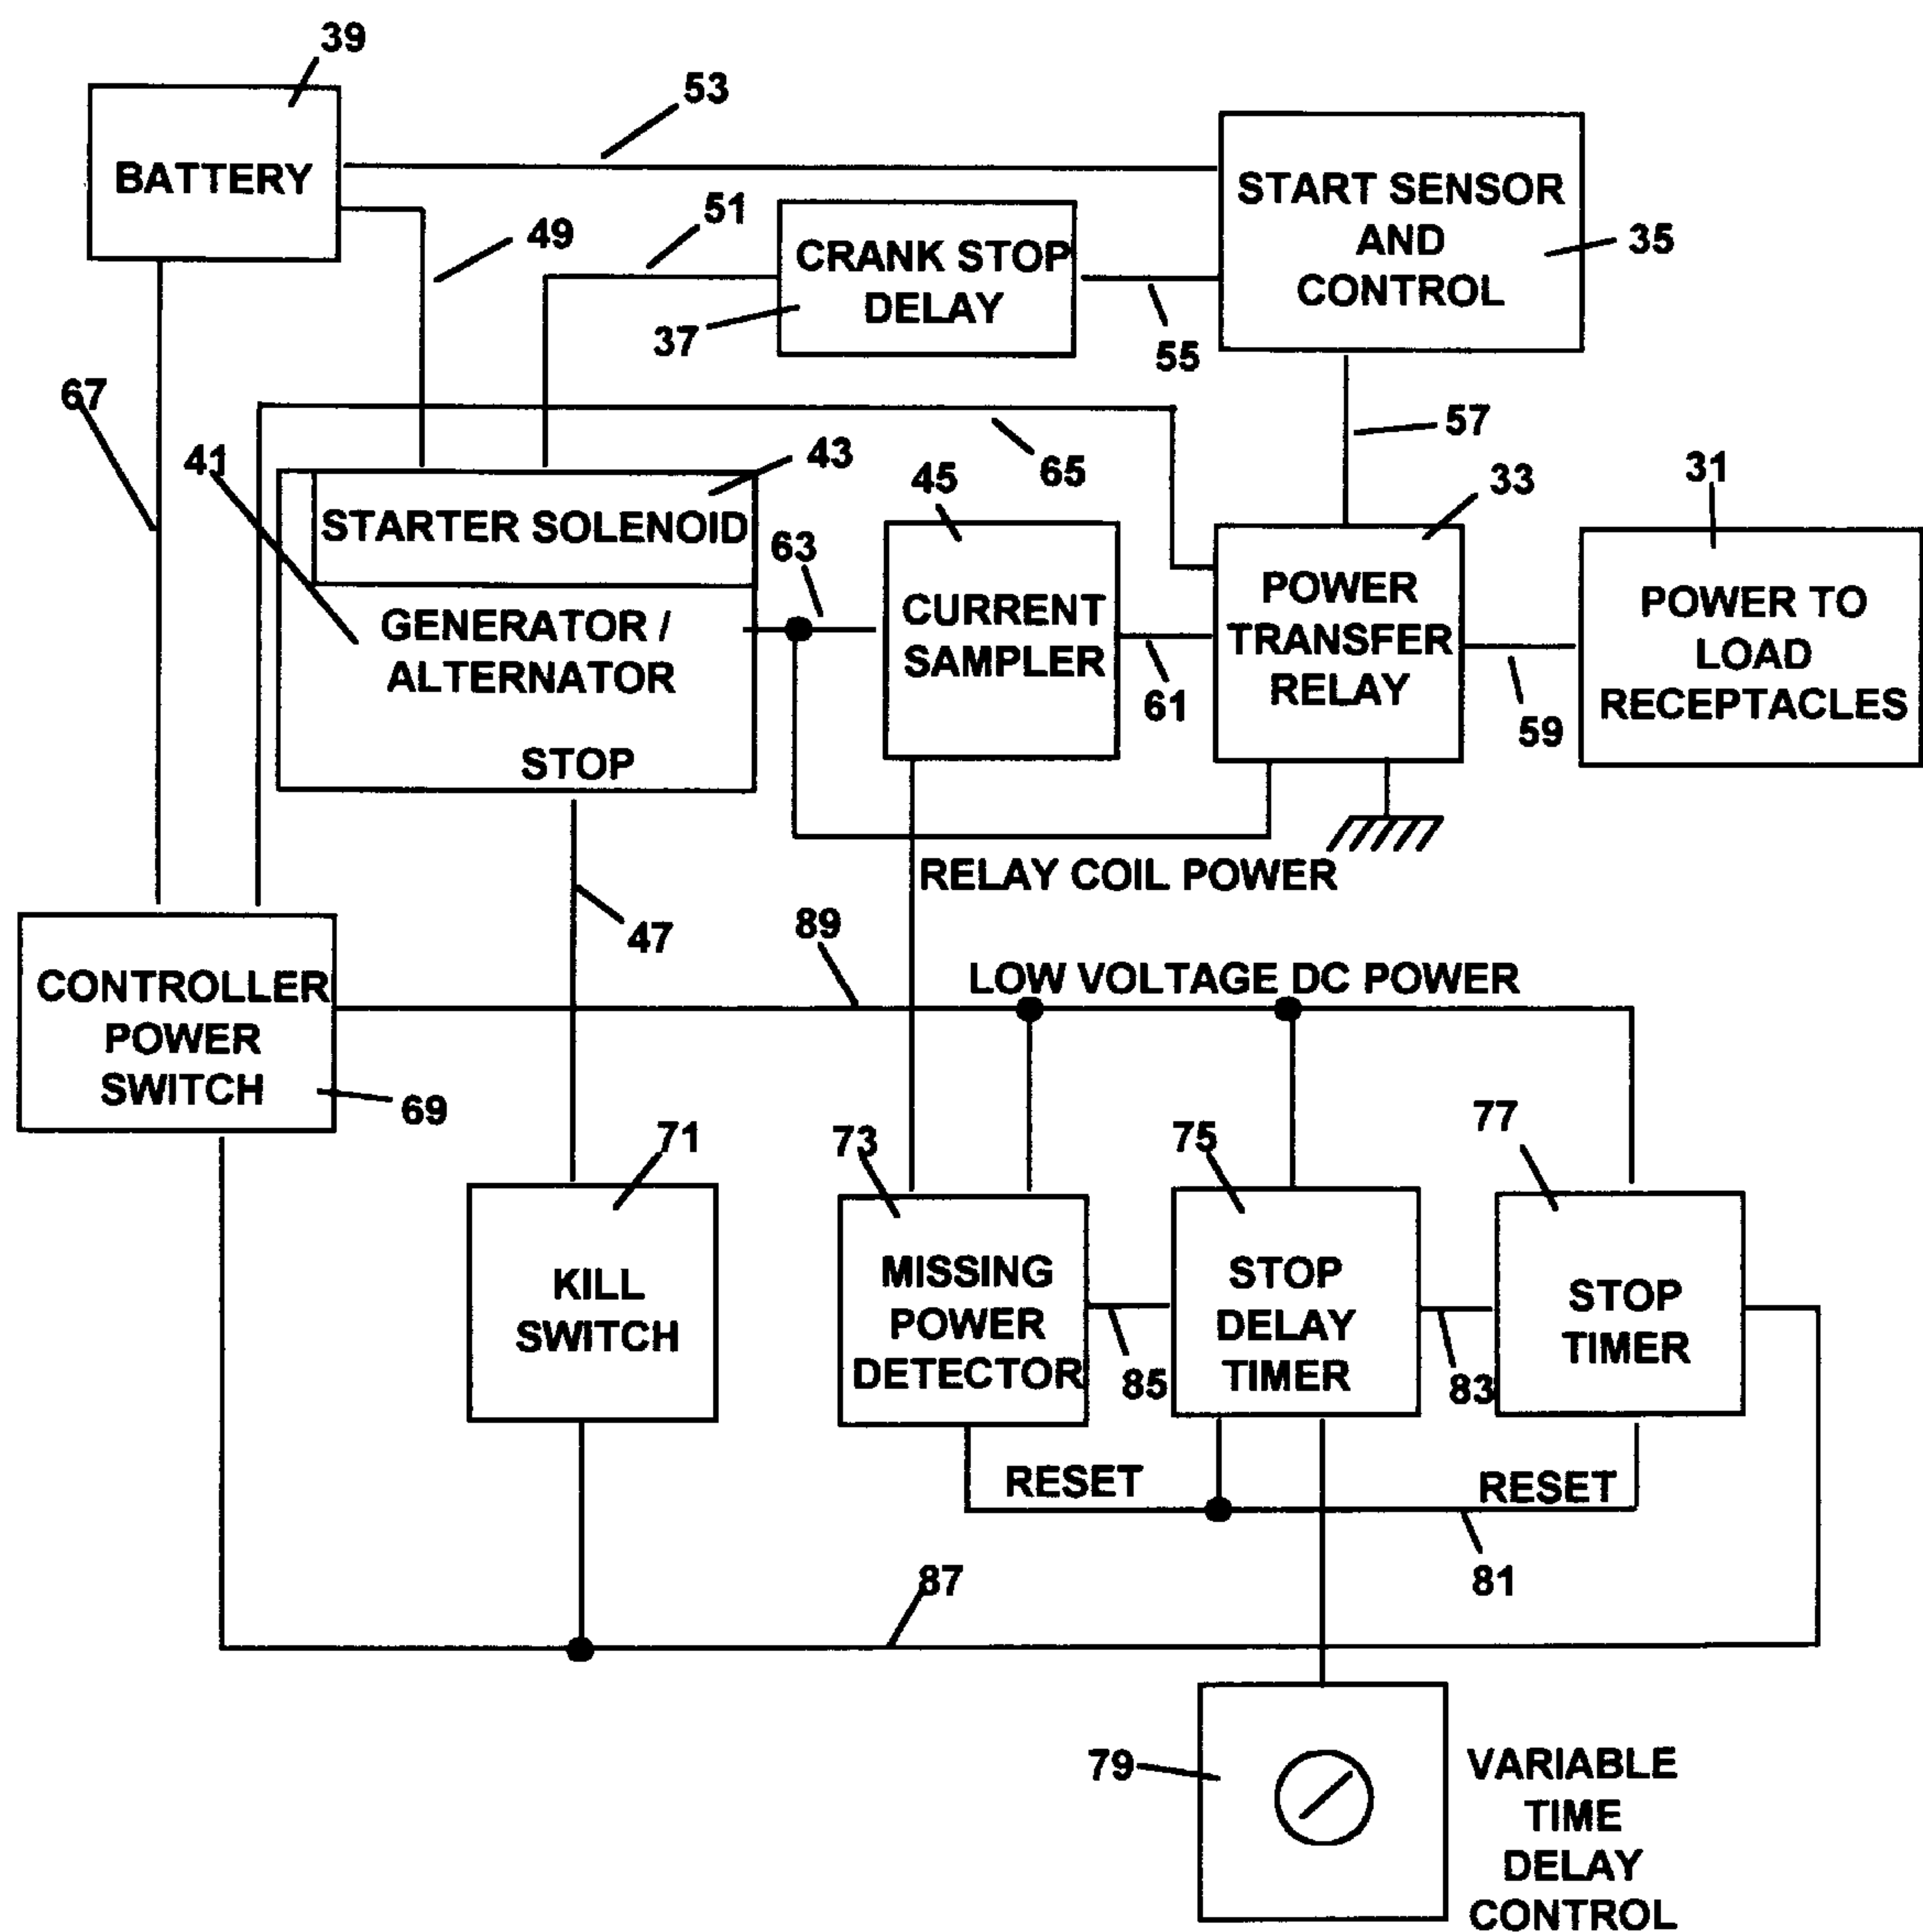 39
53
BATTERY
START SENSOR
AND
CONTROL
35
51
49
CRANK STOP
DELAY
37
55
67
57
65
41
43
45
33
31
STARTER SOLENOID
63
GENERATOR /
ALTERNATOR
CURRENT
SAMPLER
61
POWER
TRANSFER
RELAY
59
POWER TO
LOAD
RECEPTACLES
STOP
RELAY COIL POWER
47
89
LOW VOLTAGE DC POWER
CONTROLLER
POWER
SWITCH
69
71
73
75
77
KILL
SWITCH
MISSING
POWER
DETECTOR
85
STOP
DELAY
TIMER
83
STOP
TIMER
RESET
RESET
81
87
79
VARIABLE
TIME
DELAY
CONTROL